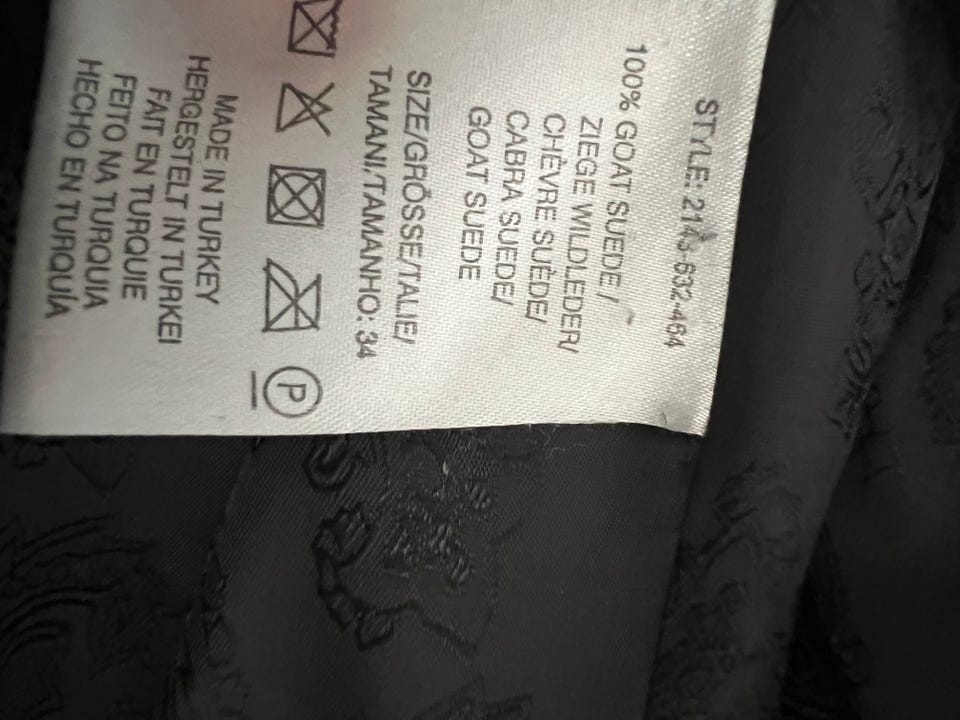 STYLE: 2143-632-464
100% GOAT SUEDE /
ZIEGE WILDLEDER/
CHÈVRE SUÈDE/
CABRA SUEDE/
GOAT SUEDE
SIZE/GRÖSSE/TALIE/
TAMANI,TAMANHO: 34
P
MADE IN TURKEY
HERGESTELT IN TURKEI
FAIT EN TURQUIE
FEITO NA TURQUIA
HECHO EN TURQUÍA